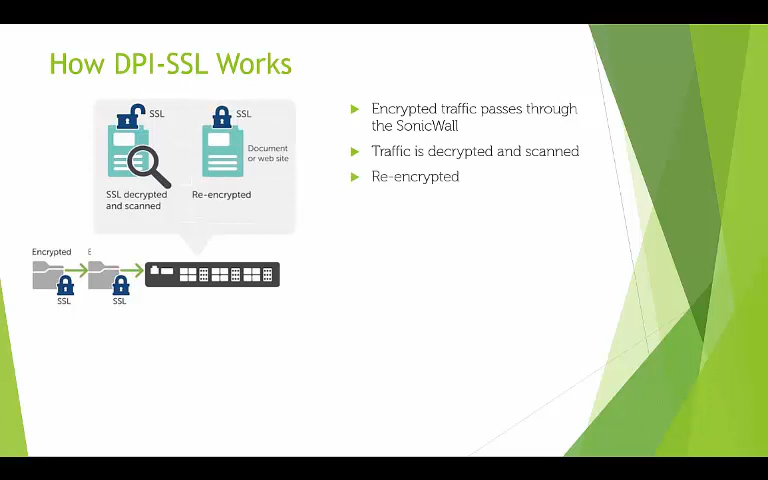 How DPI-SSL Works
SSL
SSL
Document
or web site
SSL decrypted
and scanned
Re-encrypted
Encrypted
E
SSL
SSL
Encrypted traffic passes through
the SonicWall
Traffic is decrypted and scanned
Re-encrypted